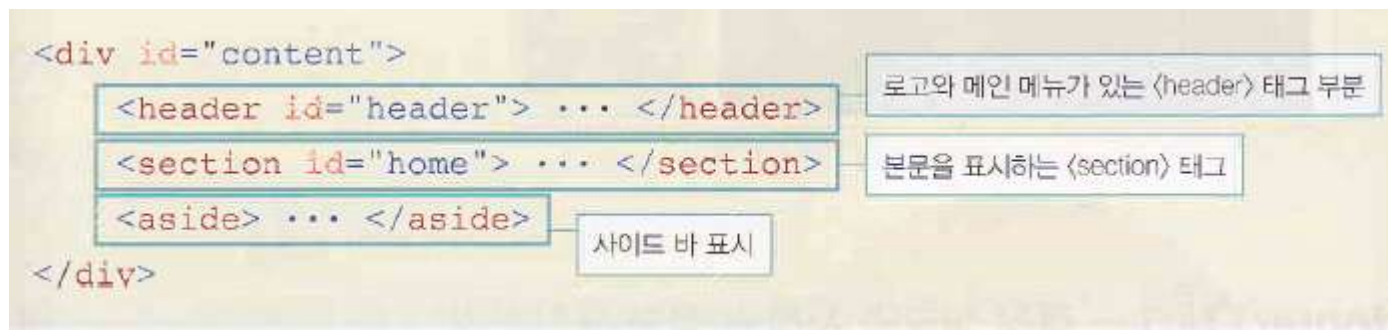 <div id="content">
<header id="header"> ··· </header>
로고와 메인 메뉴가 있는 〈header〉 태그 부분
<section id="home"> ··· </section>
본문을 표시하는 〈section〉 태그
<aside> ··· </aside>
사이드 바 표시
</div>